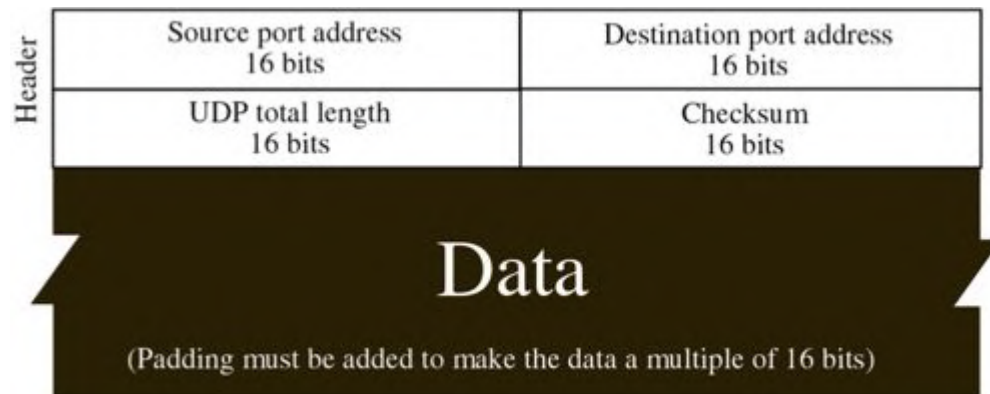 Header
Source port address
16 bits
Destination port address
16 bits
UDP total length
16 bits
Checksum
16 bits
Data
(Padding must be added to make the data a multiple of 16 bits)